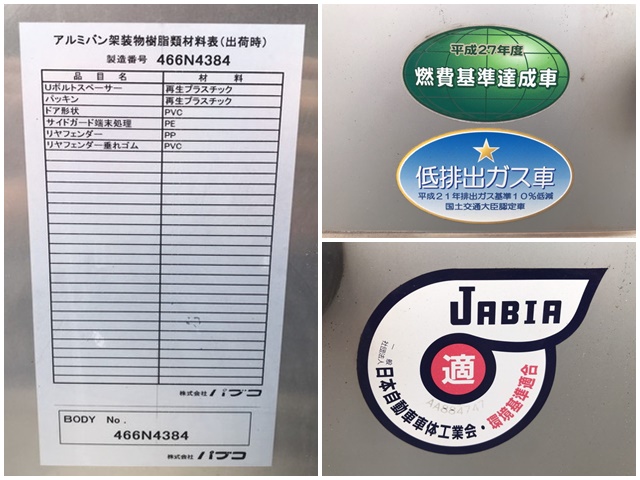 アルミバン架装物樹脂類材料表(出荷時)
製造番号 466N4384
品目名 材料
Uボルトスペーサー 再生プラスチック
パッキン 再生プラスチック
ドア形状 PVC
サイドガード端末処理 PE
リヤフェンダー PP
リヤフェンダー垂れゴム PVC
株式会社 パブコ
BODY No.
466N4384
株式会社 パブコ
平成27年度
燃費基準達成車
低排出ガス車
平成21年排出ガス基準10%低減
国土交通大臣認定車
JABIA
適
AA884747
一般社団法人
日本自動車車体工業会・環境基準適合